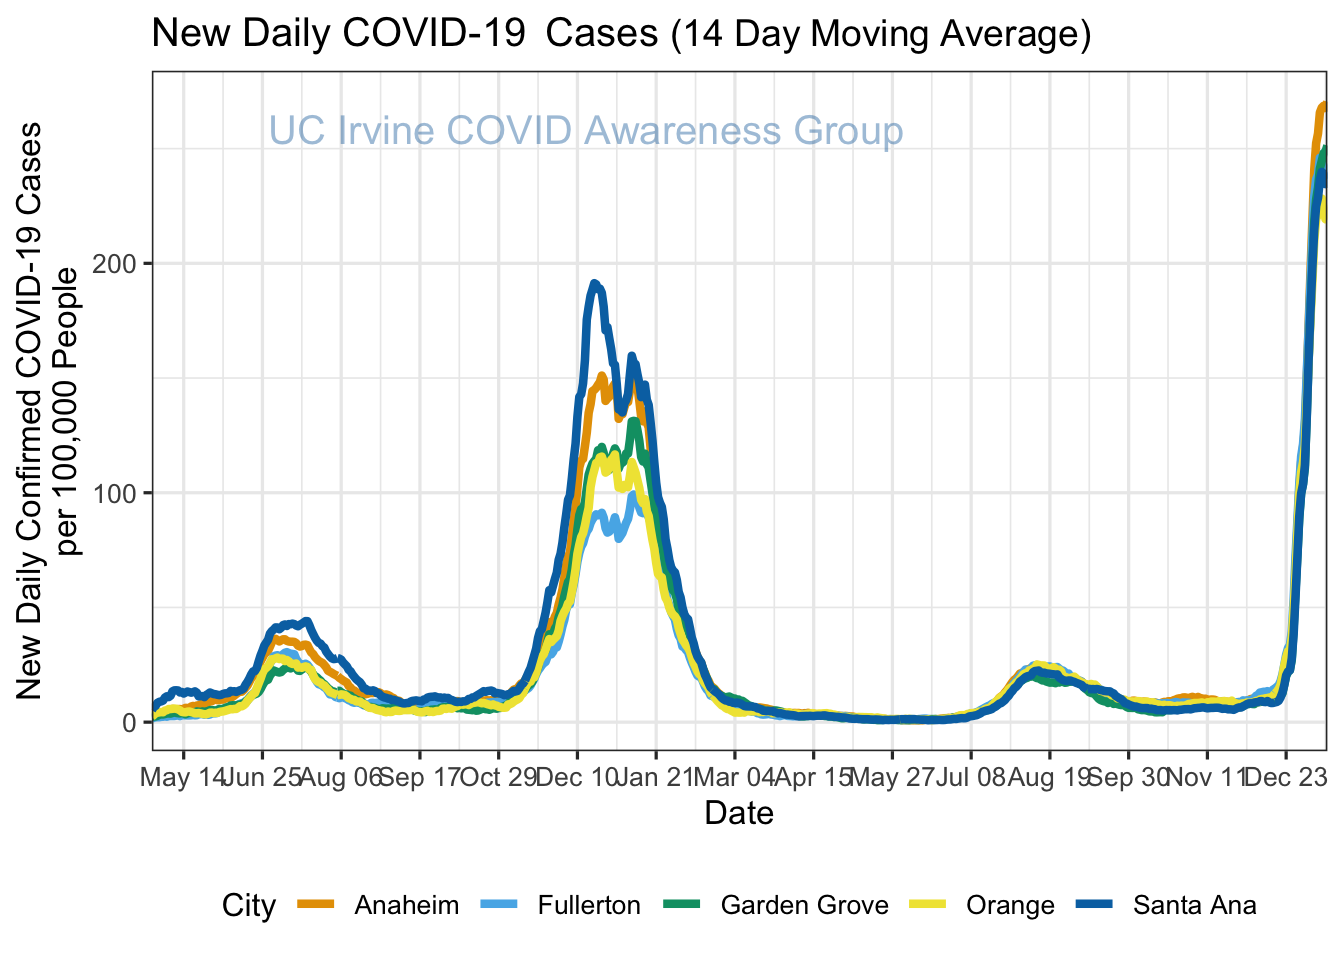 New Daily COVID-19 Cases (14 Day Moving Average)
UC Irvine COVID Awareness Group
New Daily Confirmed COVID-19 Cases
per 100,000 People
200
100
0
May 14 Jun 25 Aug 06 Sep 17 Oct 29 Dec 10 Jan 21 Mar 04 Apr 15 May 27 Jul 08 Aug 19 Sep 30 Nov 11 Dec 23
Date
City Anaheim Fullerton Garden Grove Orange Santa Ana